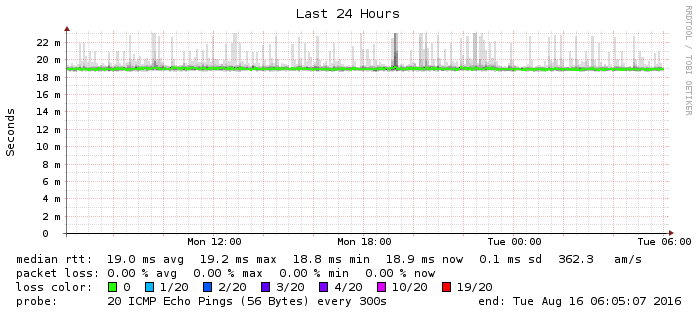 Last 24 Hours
RRDTOOL / TOBI OETIKER
Seconds
22 m
20 m
18 m
16 m
14 m
12 m
10 m
8 m
6 m
4 m
2 m
0
Mon 12:00 Mon 18:00 Tue 00:00 Tue 06:00
median rtt: 19.0 ms avg 19.2 ms max 18.8 ms min 18.9 ms now 0.1 ms sd 362.3 am/s
packet loss: 0.00 % avg 0.00 % max 0.00 % min 0.00 % now
loss color: 0 1/20 2/20 3/20 4/20 10/20 19/20
probe: 20 ICMP Echo Pings (56 Bytes) every 300s end: Tue Aug 16 06:05:07 2016